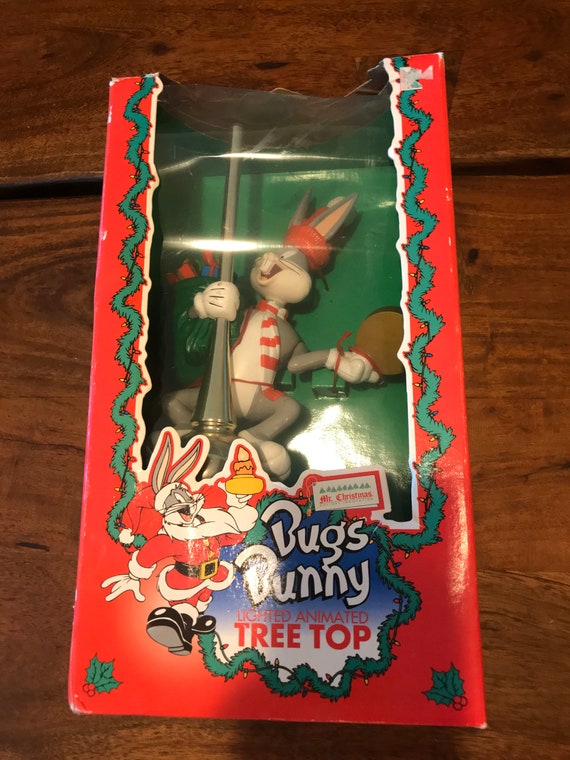 Mr. Christmas
Bugs
Bunny
LIGHTED ANIMATED
TREE TOP